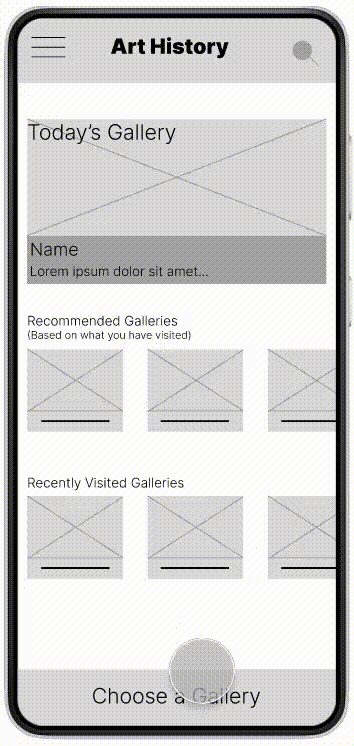 Art History
Today's Gallery
Name
Lorem ipsum dolor sit amet...
Recommended Galleries
(Based on what you have visited)
Recently Visited Galleries
Choose a Gallery